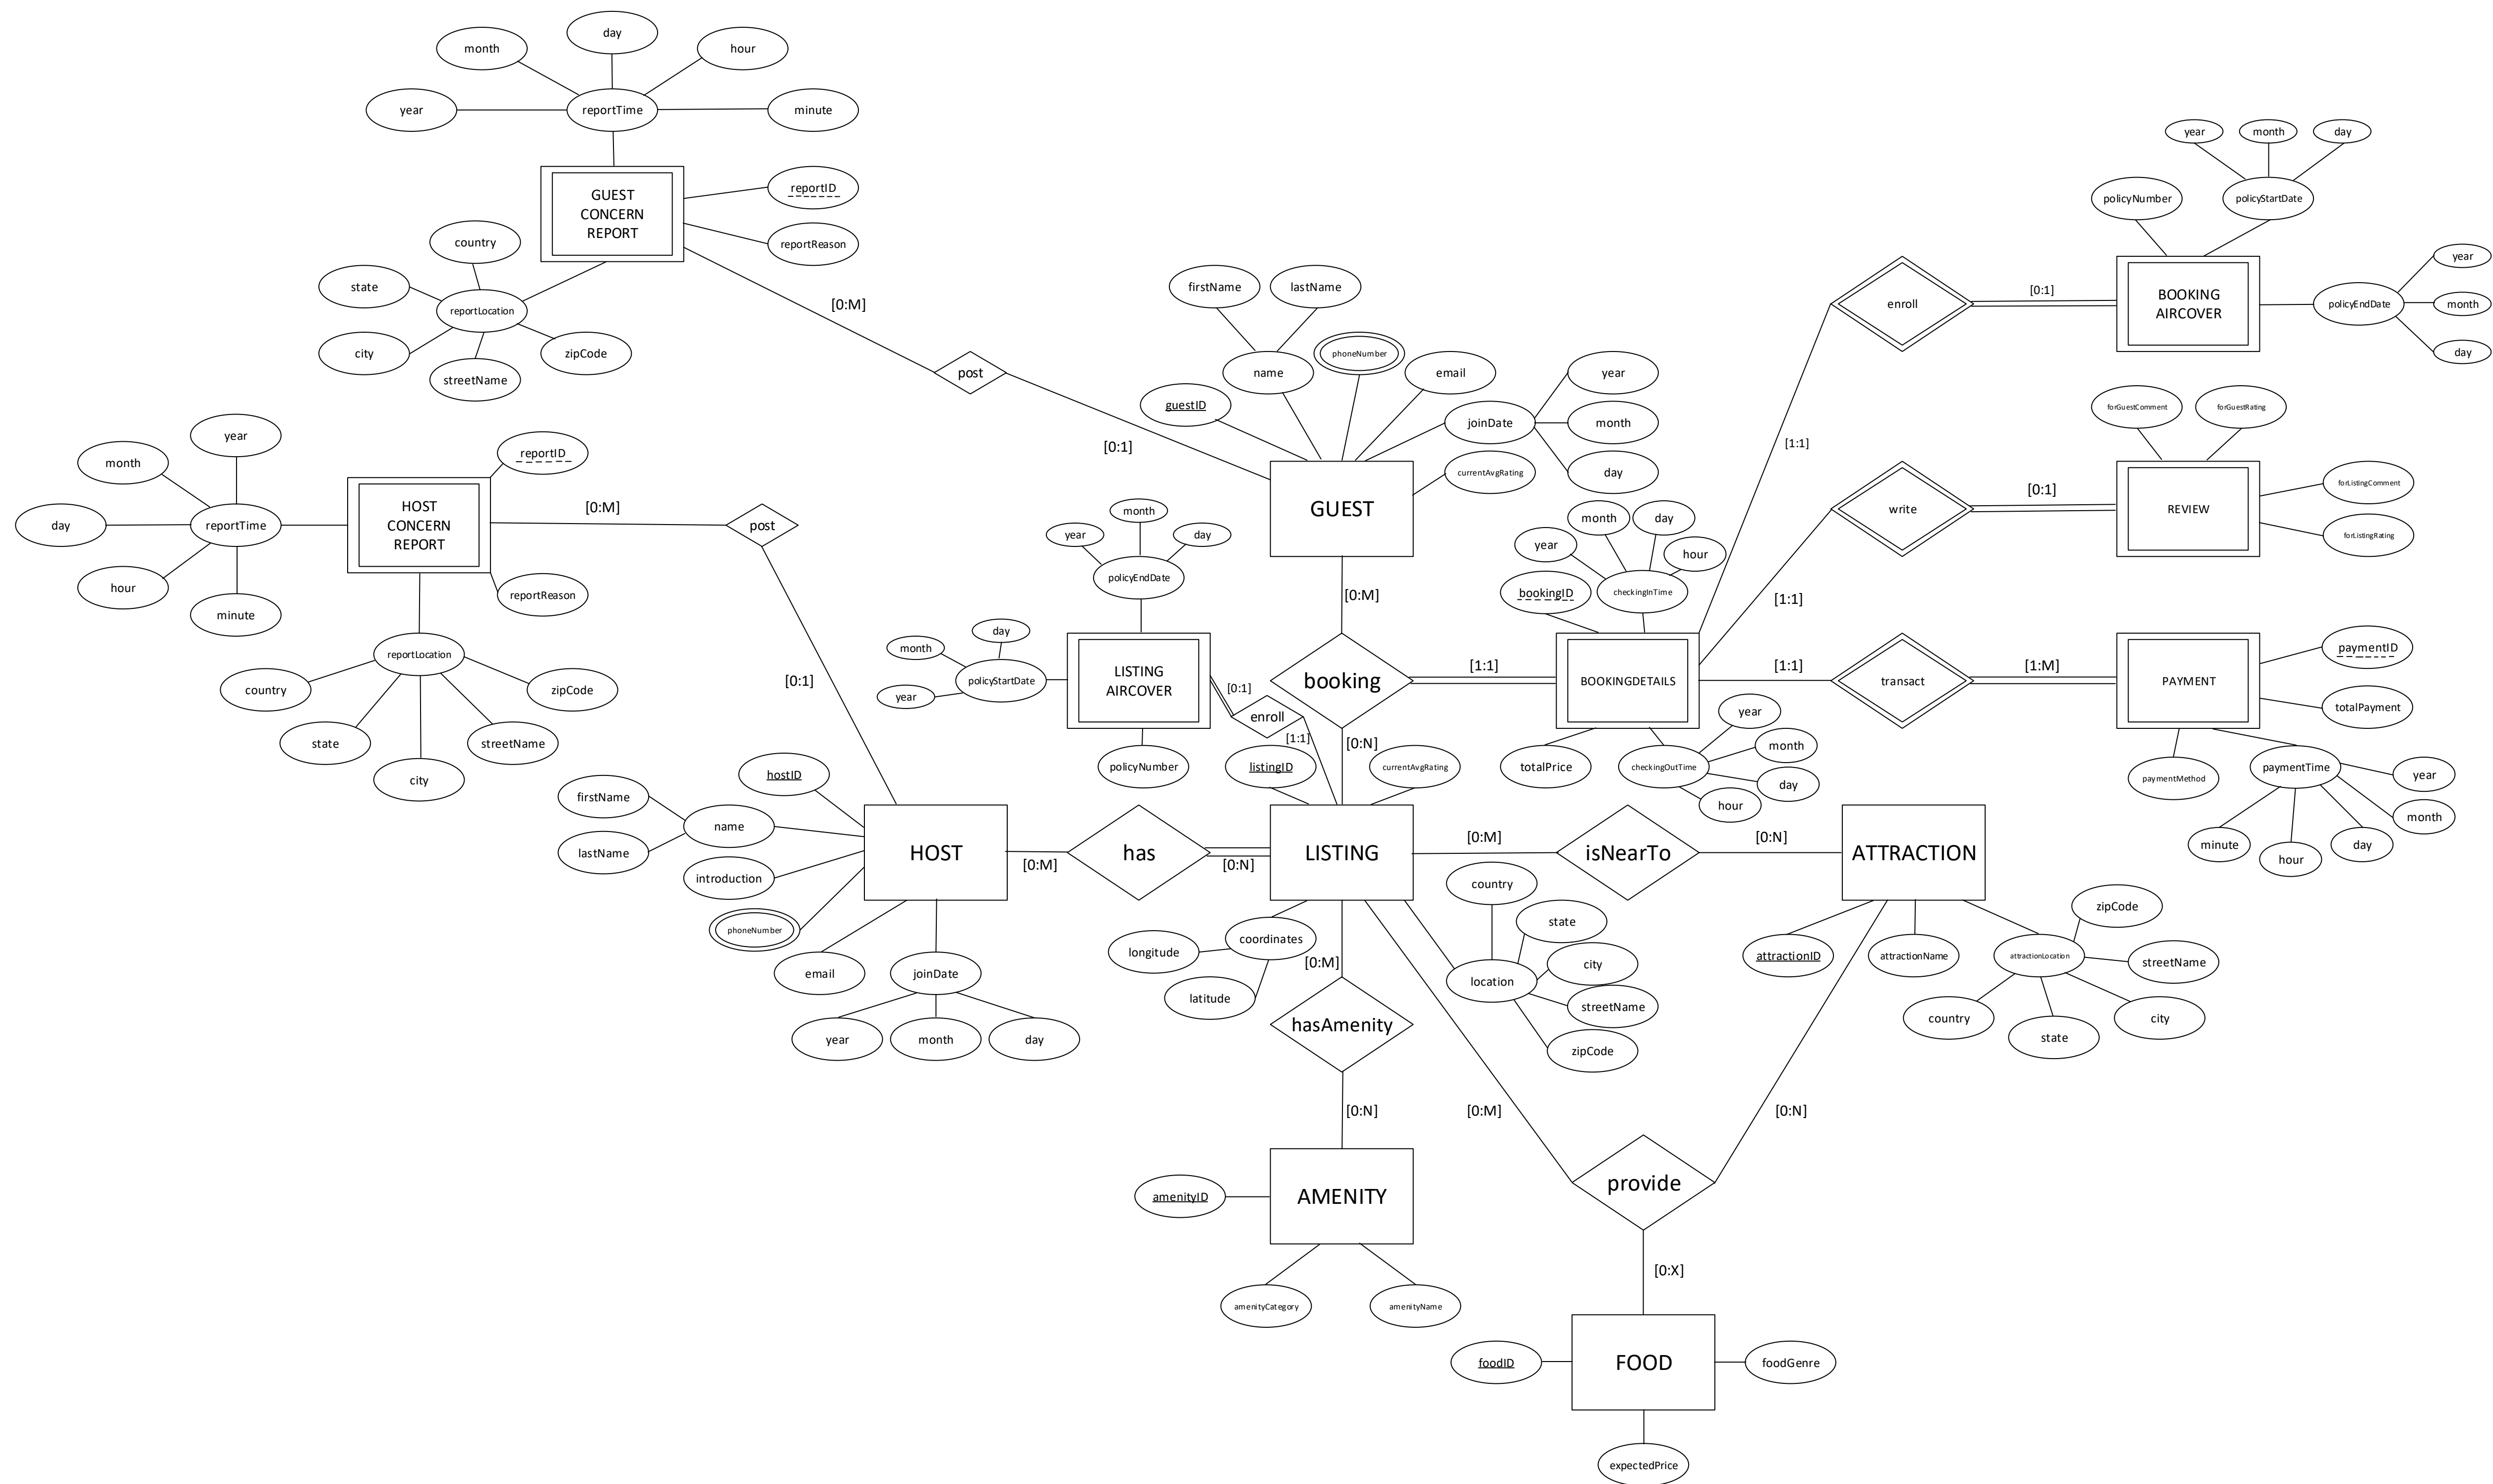 day
month
hour
year
reportTime
minute
GUEST
CONCERN
REPORT
reportID
reportReason
country
state
reportLocation
city
zipCode
streetName
[0:M]
post
[0:1]
year
month
reportID
day
reportTime
HOST
CONCERN
REPORT
[0:M]
post
hour
minute
reportReason
reportLocation
country
zipCode
state
streetName
city
[0:1]
firstName
lastName
name
phoneNumber
email
guestID
joinDate
year
month
day
currentAvgRating
GUEST
[0:M]
booking
[0:N]
[1:1]
month
year
day
policyEndDate
day
month
policyStartDate
year
LISTING
AIRCOVER
policyNumber
[0:1]
enroll
[1:1]
month
day
year
hour
checkingInTime
bookingID
BOOKINGDETAILS
totalPrice
checkingOutTime
year
month
day
hour
[1:1]
enroll
[0:1]
year
month
day
policyNumber
policyStartDate
BOOKING
AIRCOVER
policyEndDate
year
month
day
[1:1]
write
[0:1]
forGuestComment
forGuestRating
REVIEW
forListingComment
forListingRating
[1:1]
transact
[1:M]
PAYMENT
paymentID
totalPayment
paymentMethod
paymentTime
year
month
day
hour
minute
hostID
firstName
name
lastName
introduction
phoneNumber
email
joinDate
year
month
day
HOST
[0:M]
has
[0:N]
listingID
currentAvgRating
LISTING
coordinates
longitude
latitude
country
state
city
location
streetName
zipCode
[0:M]
isNearTo
[0:N]
ATTRACTION
attractionID
attractionName
attractionLocation
zipCode
streetName
city
state
country
[0:M]
hasAmenity
[0:N]
AMENITY
amenityID
amenityCategory
amenityName
[0:M]
[0:N]
provide
[0:X]
FOOD
foodID
foodGenre
expectedPrice